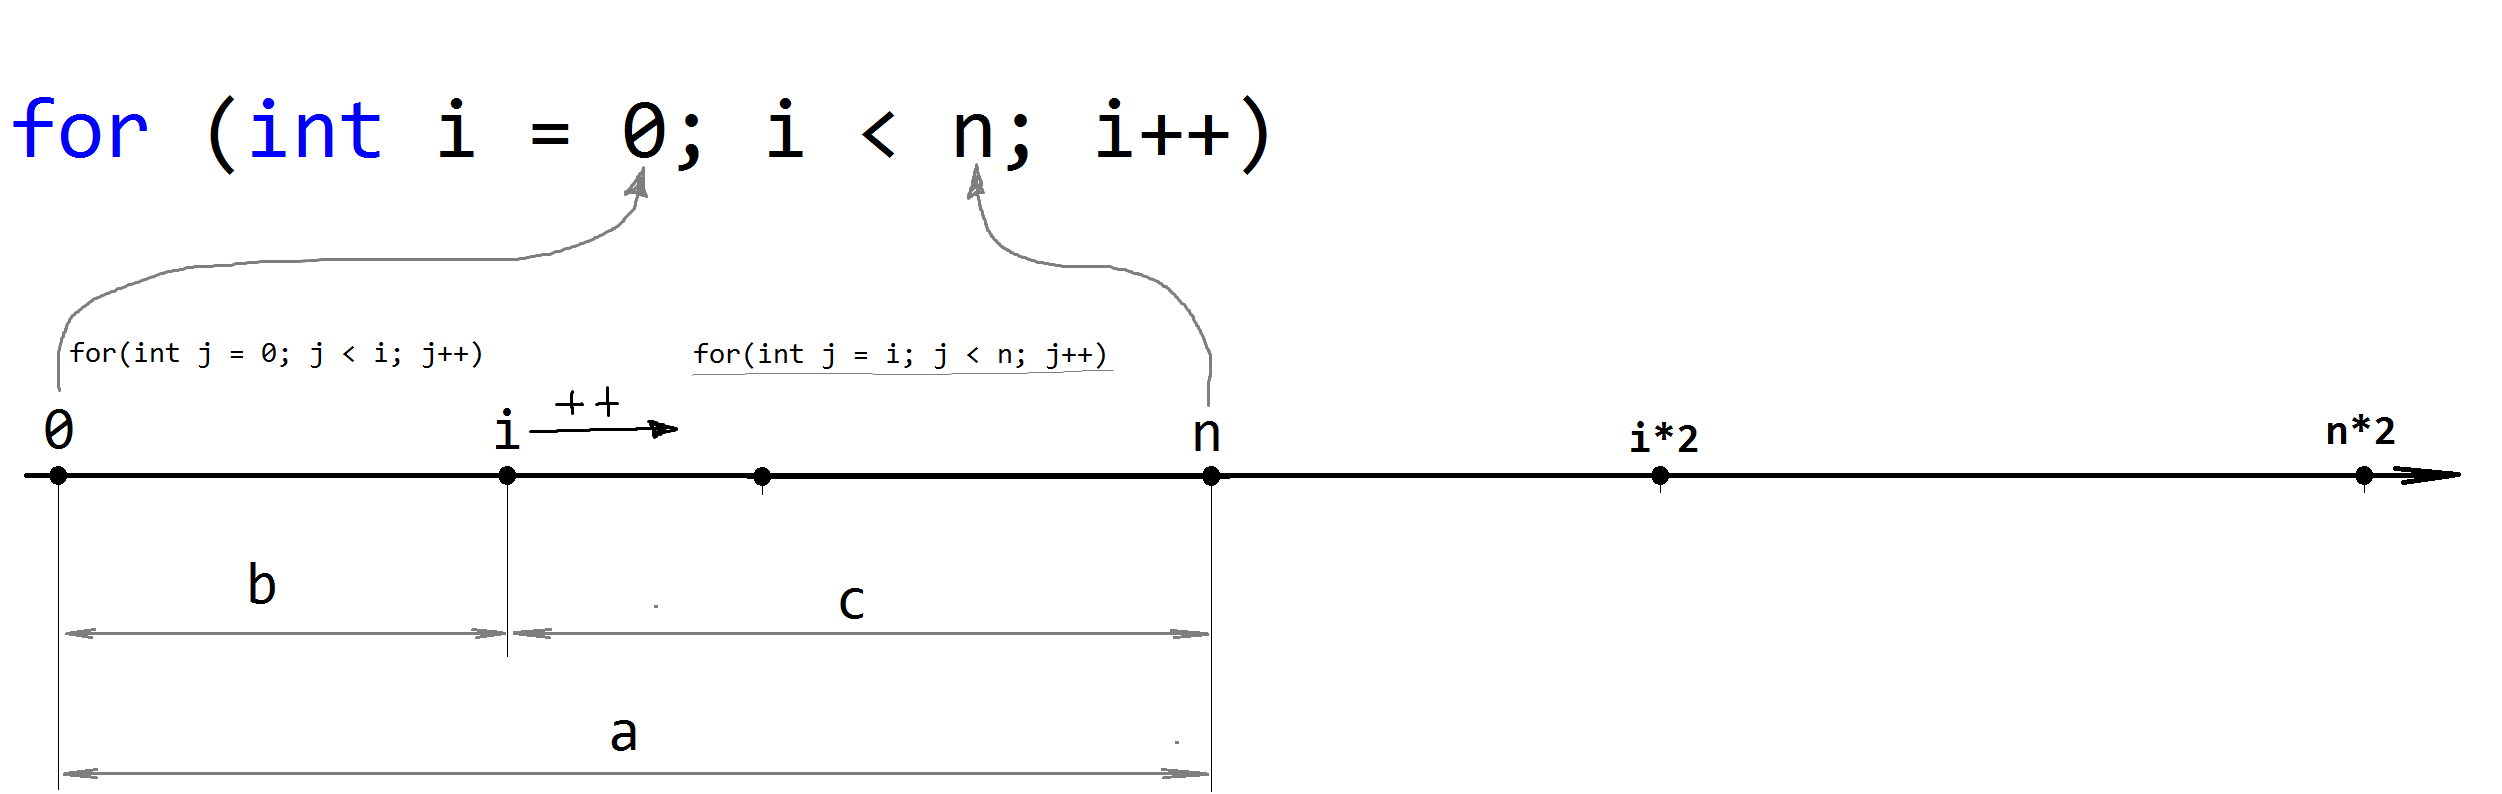 for (int i = 0; i < n; i++)
for(int j = 0; j < i; j++) for(int j = i; j < n; j++)
++
0 i n i*2 n*2
b c
a